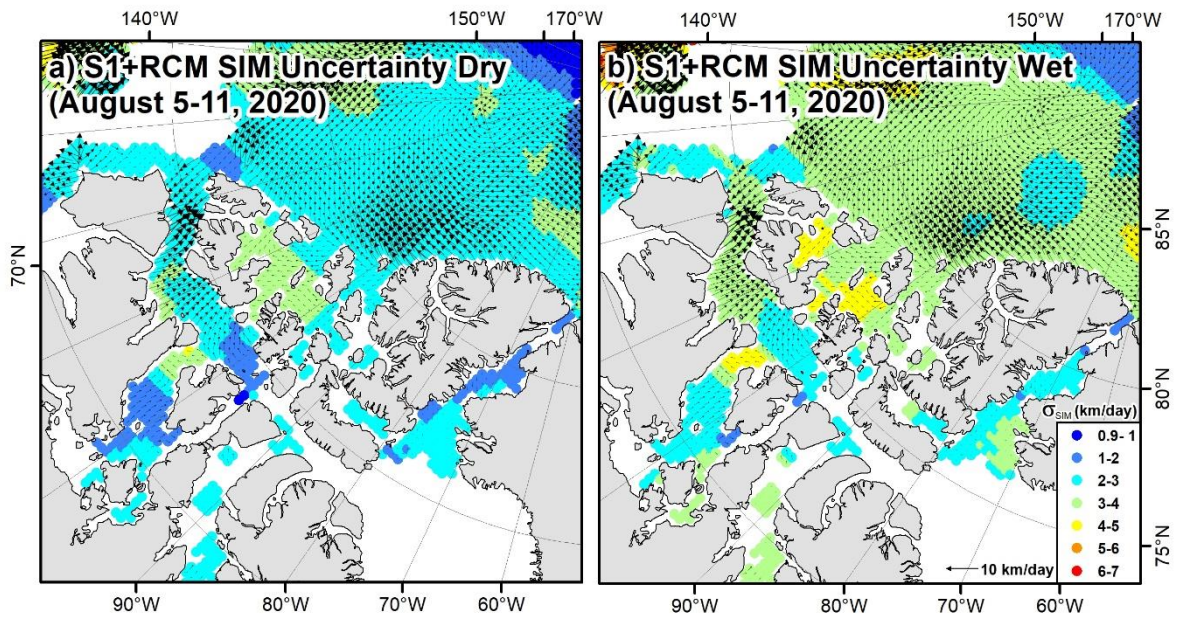 140°W 150°W 170°W 140°W 150°W 170°W
a) S1+RCM SIM Uncertainty Dry
(August 5-11, 2020)
b) S1+RCM SIM Uncertainty Wet
(August 5-11, 2020)
70°N
85°N
80°N
75°N
σSIM (km/day)
0.9- 1
1-2
2-3
3-4
4-5
5-6
6-7
10 km/day
90°W 80°W 70°W 60°W 90°W 80°W 70°W 60°W